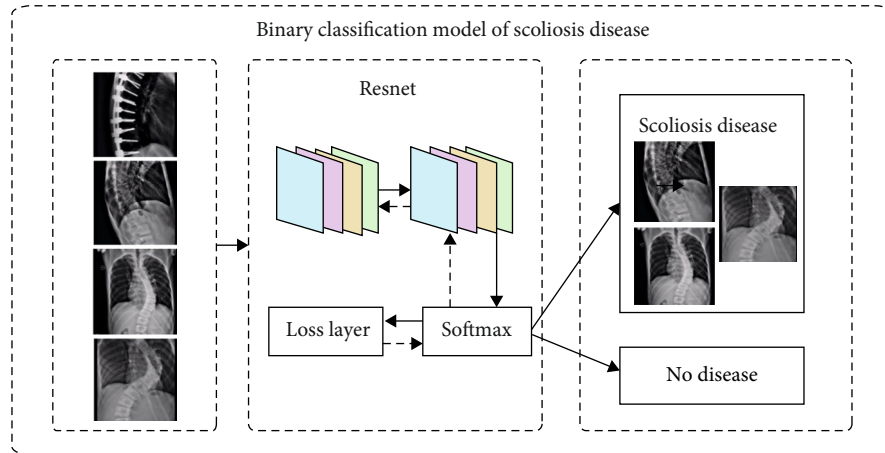 Binary classification model of scoliosis disease
Resnet
Scoliosis disease
Loss layer
Softmax
No disease